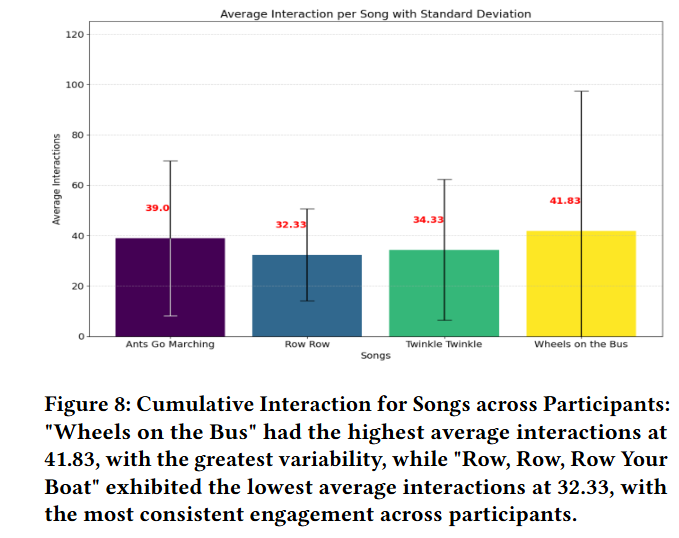 Average Interaction per Song with Standard Deviation
120
100
80
60
40
20
0
Average Interactions
39.0
32.33
34.33
41.83
Ants Go Marching
Row Row
Twinkle Twinkle
Wheels on the Bus
Songs
Figure 8: Cumulative Interaction for Songs across Participants:
"Wheels on the Bus" had the highest average interactions at
41.83, with the greatest variability, while "Row, Row, Row Your
Boat" exhibited the lowest average interactions at 32.33, with
the most consistent engagement across participants.